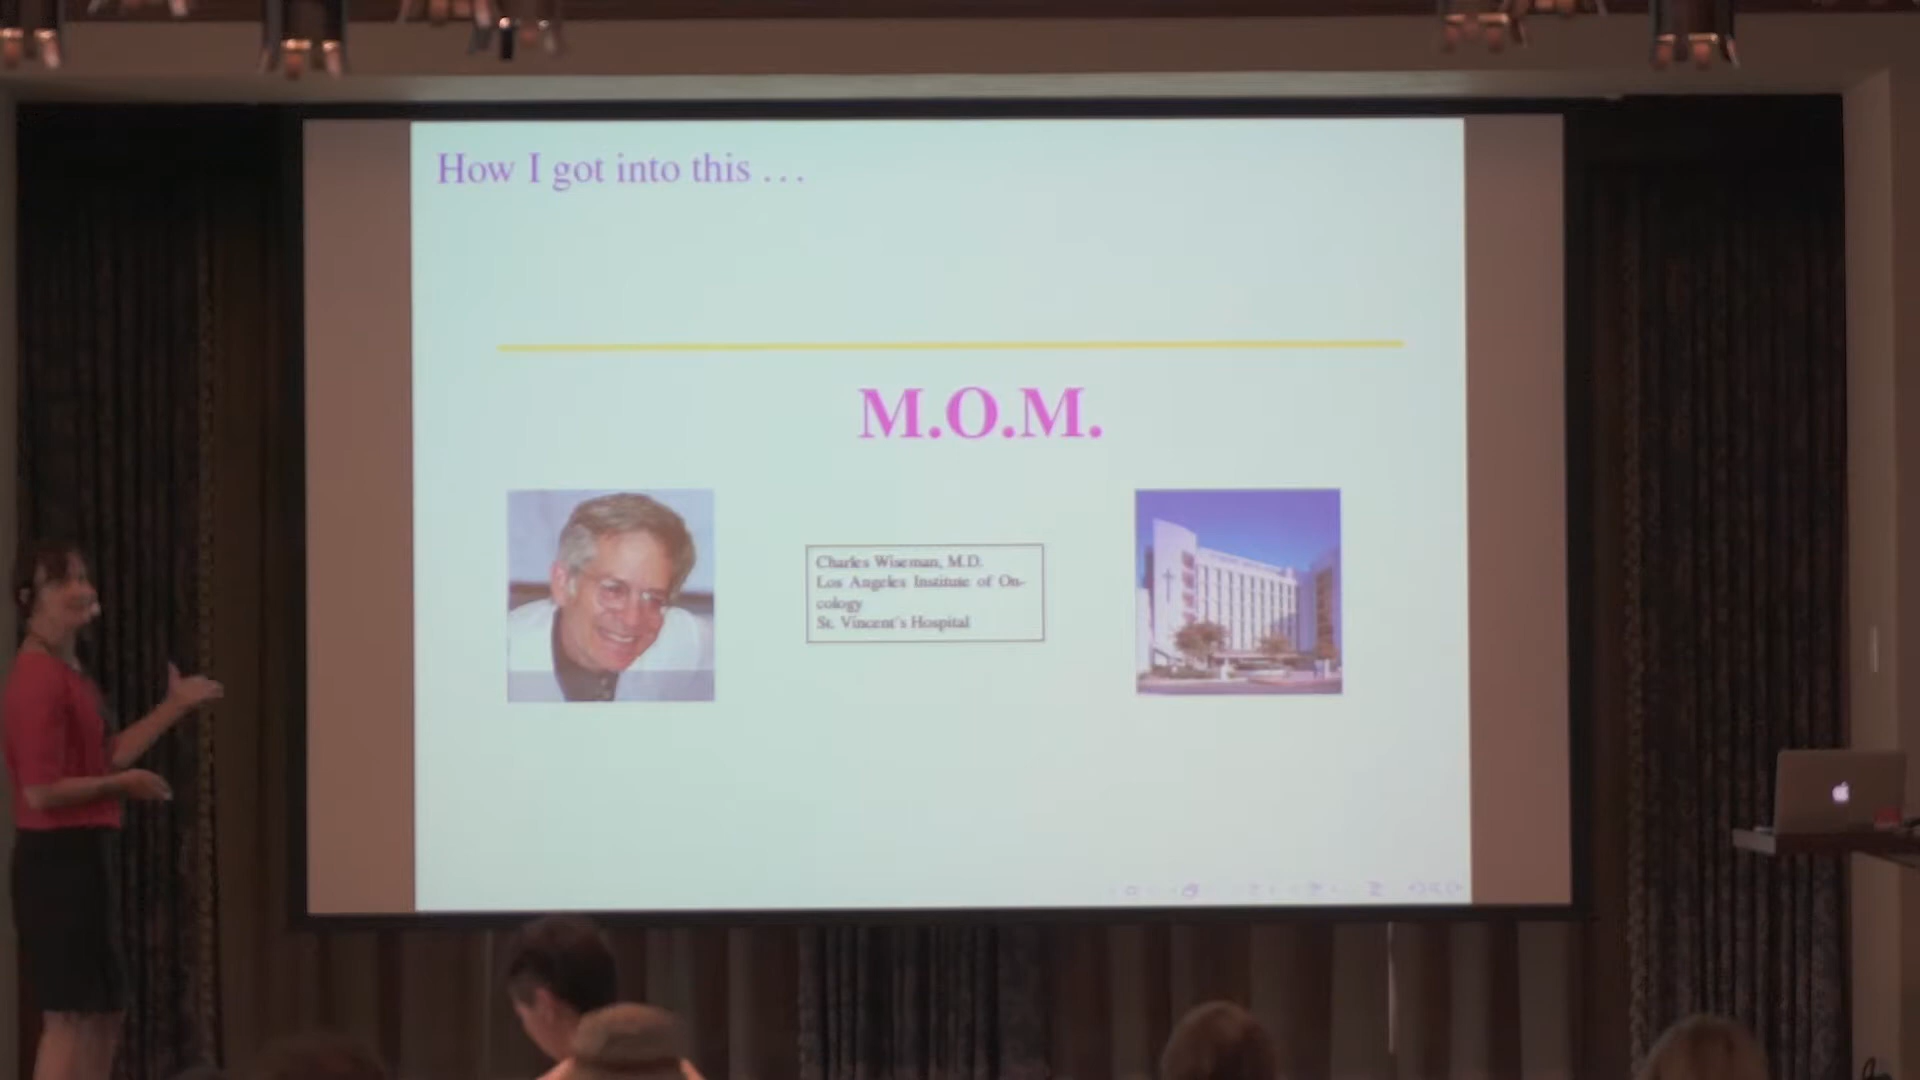 How I got into this ...
M.O.M.
Charles Wiseman, M.D.
Los Angeles Institute of On-
cology
St. Vincent's Hospital